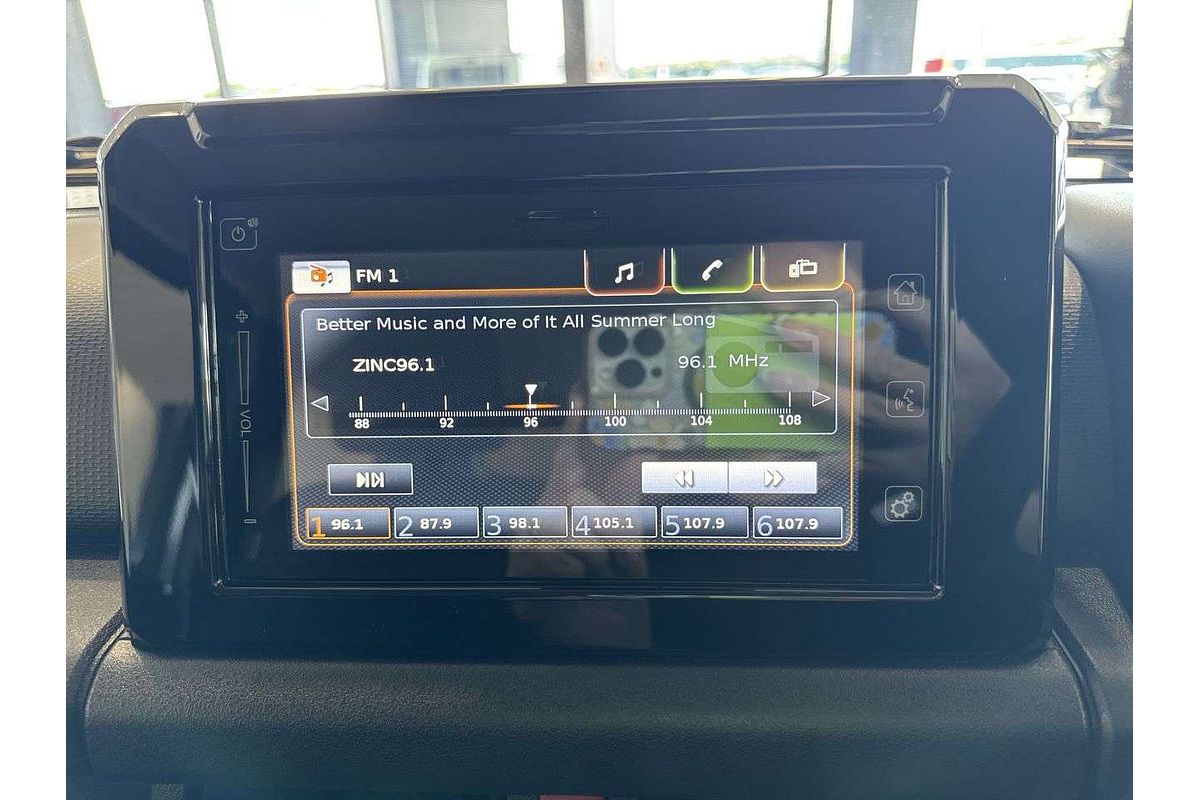 FM 1
Better Music and More of It All Summer Long
ZINC96.1
96.1 MHz
88 92 96 100 104 108
VOL
1 96.1 2 87.9 3 98.1 4 105.1 5 107.9 6 107.9